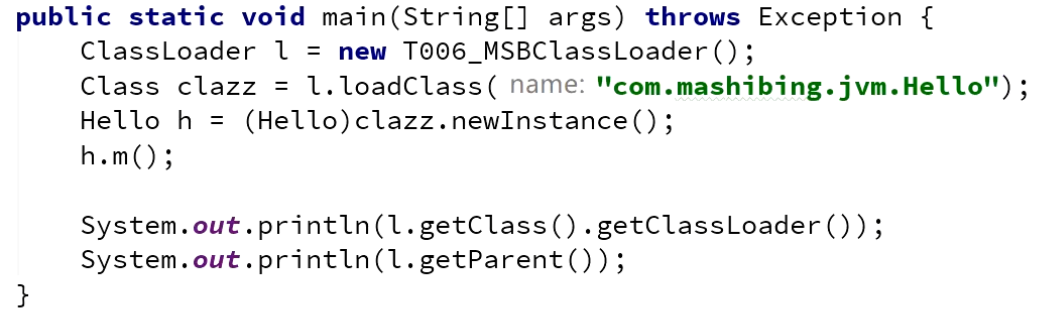 public static void main(String[] args) throws Exception {
    ClassLoader l = new T006_MSBClassLoader();
    Class clazz = l.loadClass( name: "com.mashibing.jvm.Hello");
    Hello h = (Hello)clazz.newInstance();
    h.m();

    System.out.println(l.getClass().getClassLoader());
    System.out.println(l.getParent());
}